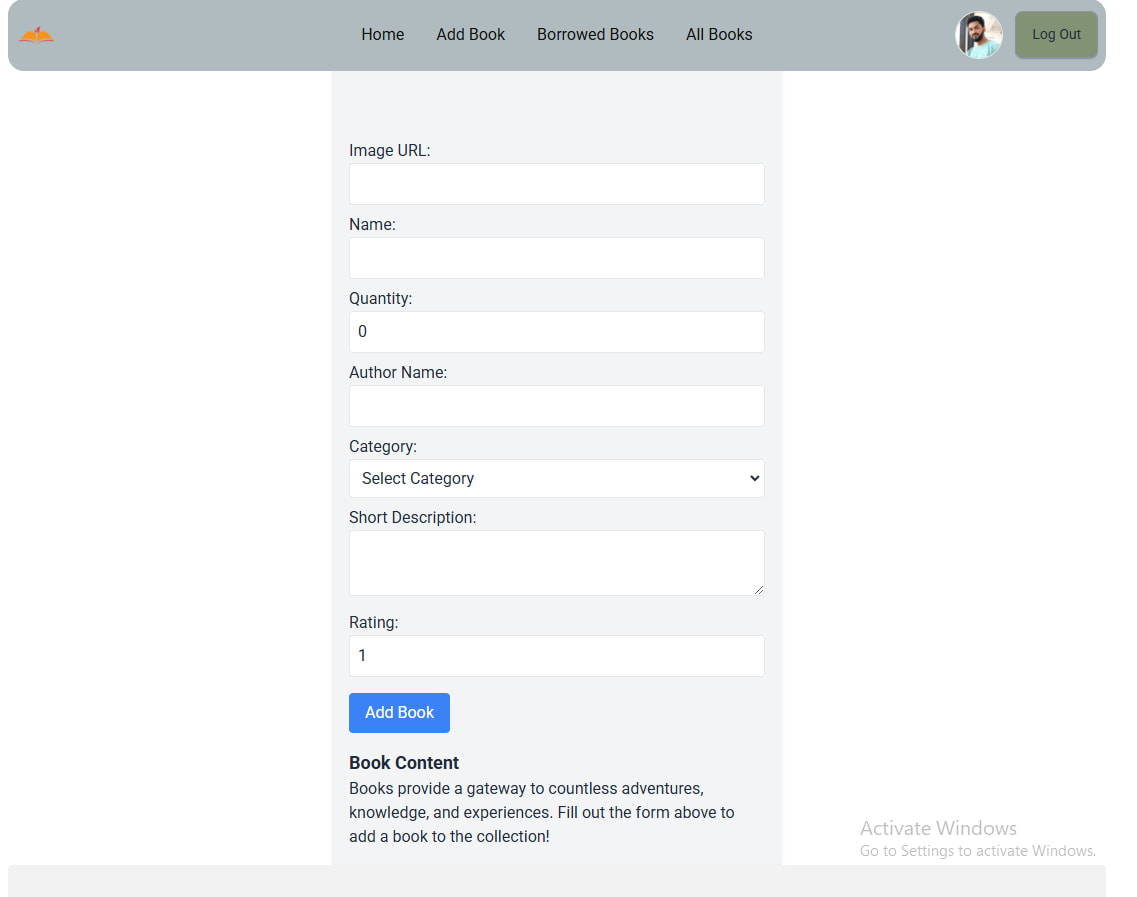 Home Add Book Borrowed Books All Books Log Out
Image URL:
Name:
Quantity:
0
Author Name:
Category:
Select Category
Short Description:
Rating:
1
Add Book
Book Content
Books provide a gateway to countless adventures,
knowledge, and experiences. Fill out the form above to
add a book to the collection!
Activate Windows
Go to Settings to activate Windows.